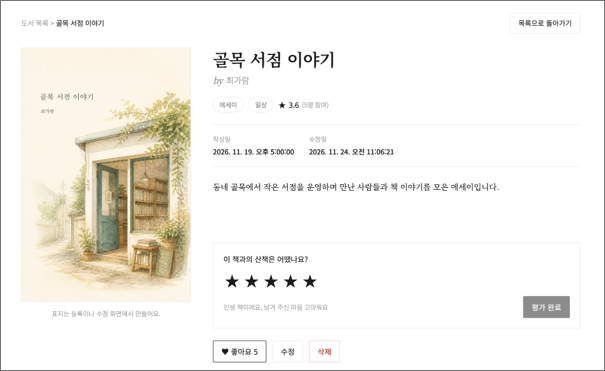 도서 목록 > 골목 서점 이야기
목록으로 돌아가기
골목 서점 이야기
최가람
골목 서점 이야기
by 최가람
에세이 일상 ★ 3.6 (5명 참여)
작성일 수정일
2026. 11. 19. 오후 5:00:00 2026. 11. 24. 오전 11:06:21
동네 골목에서 작은 서점을 운영하며 만난 사람들과 책 이야기를 모은 에세이입니다.
이 책과의 산책은 어땠나요?
★ ★ ★ ★ ★
인생 책이에요, 남겨 주신 마음 고마워요
평가 완료
표지는 등록이나 수정 화면에서 만들어요.
♥ 좋아요 5 수정 삭제